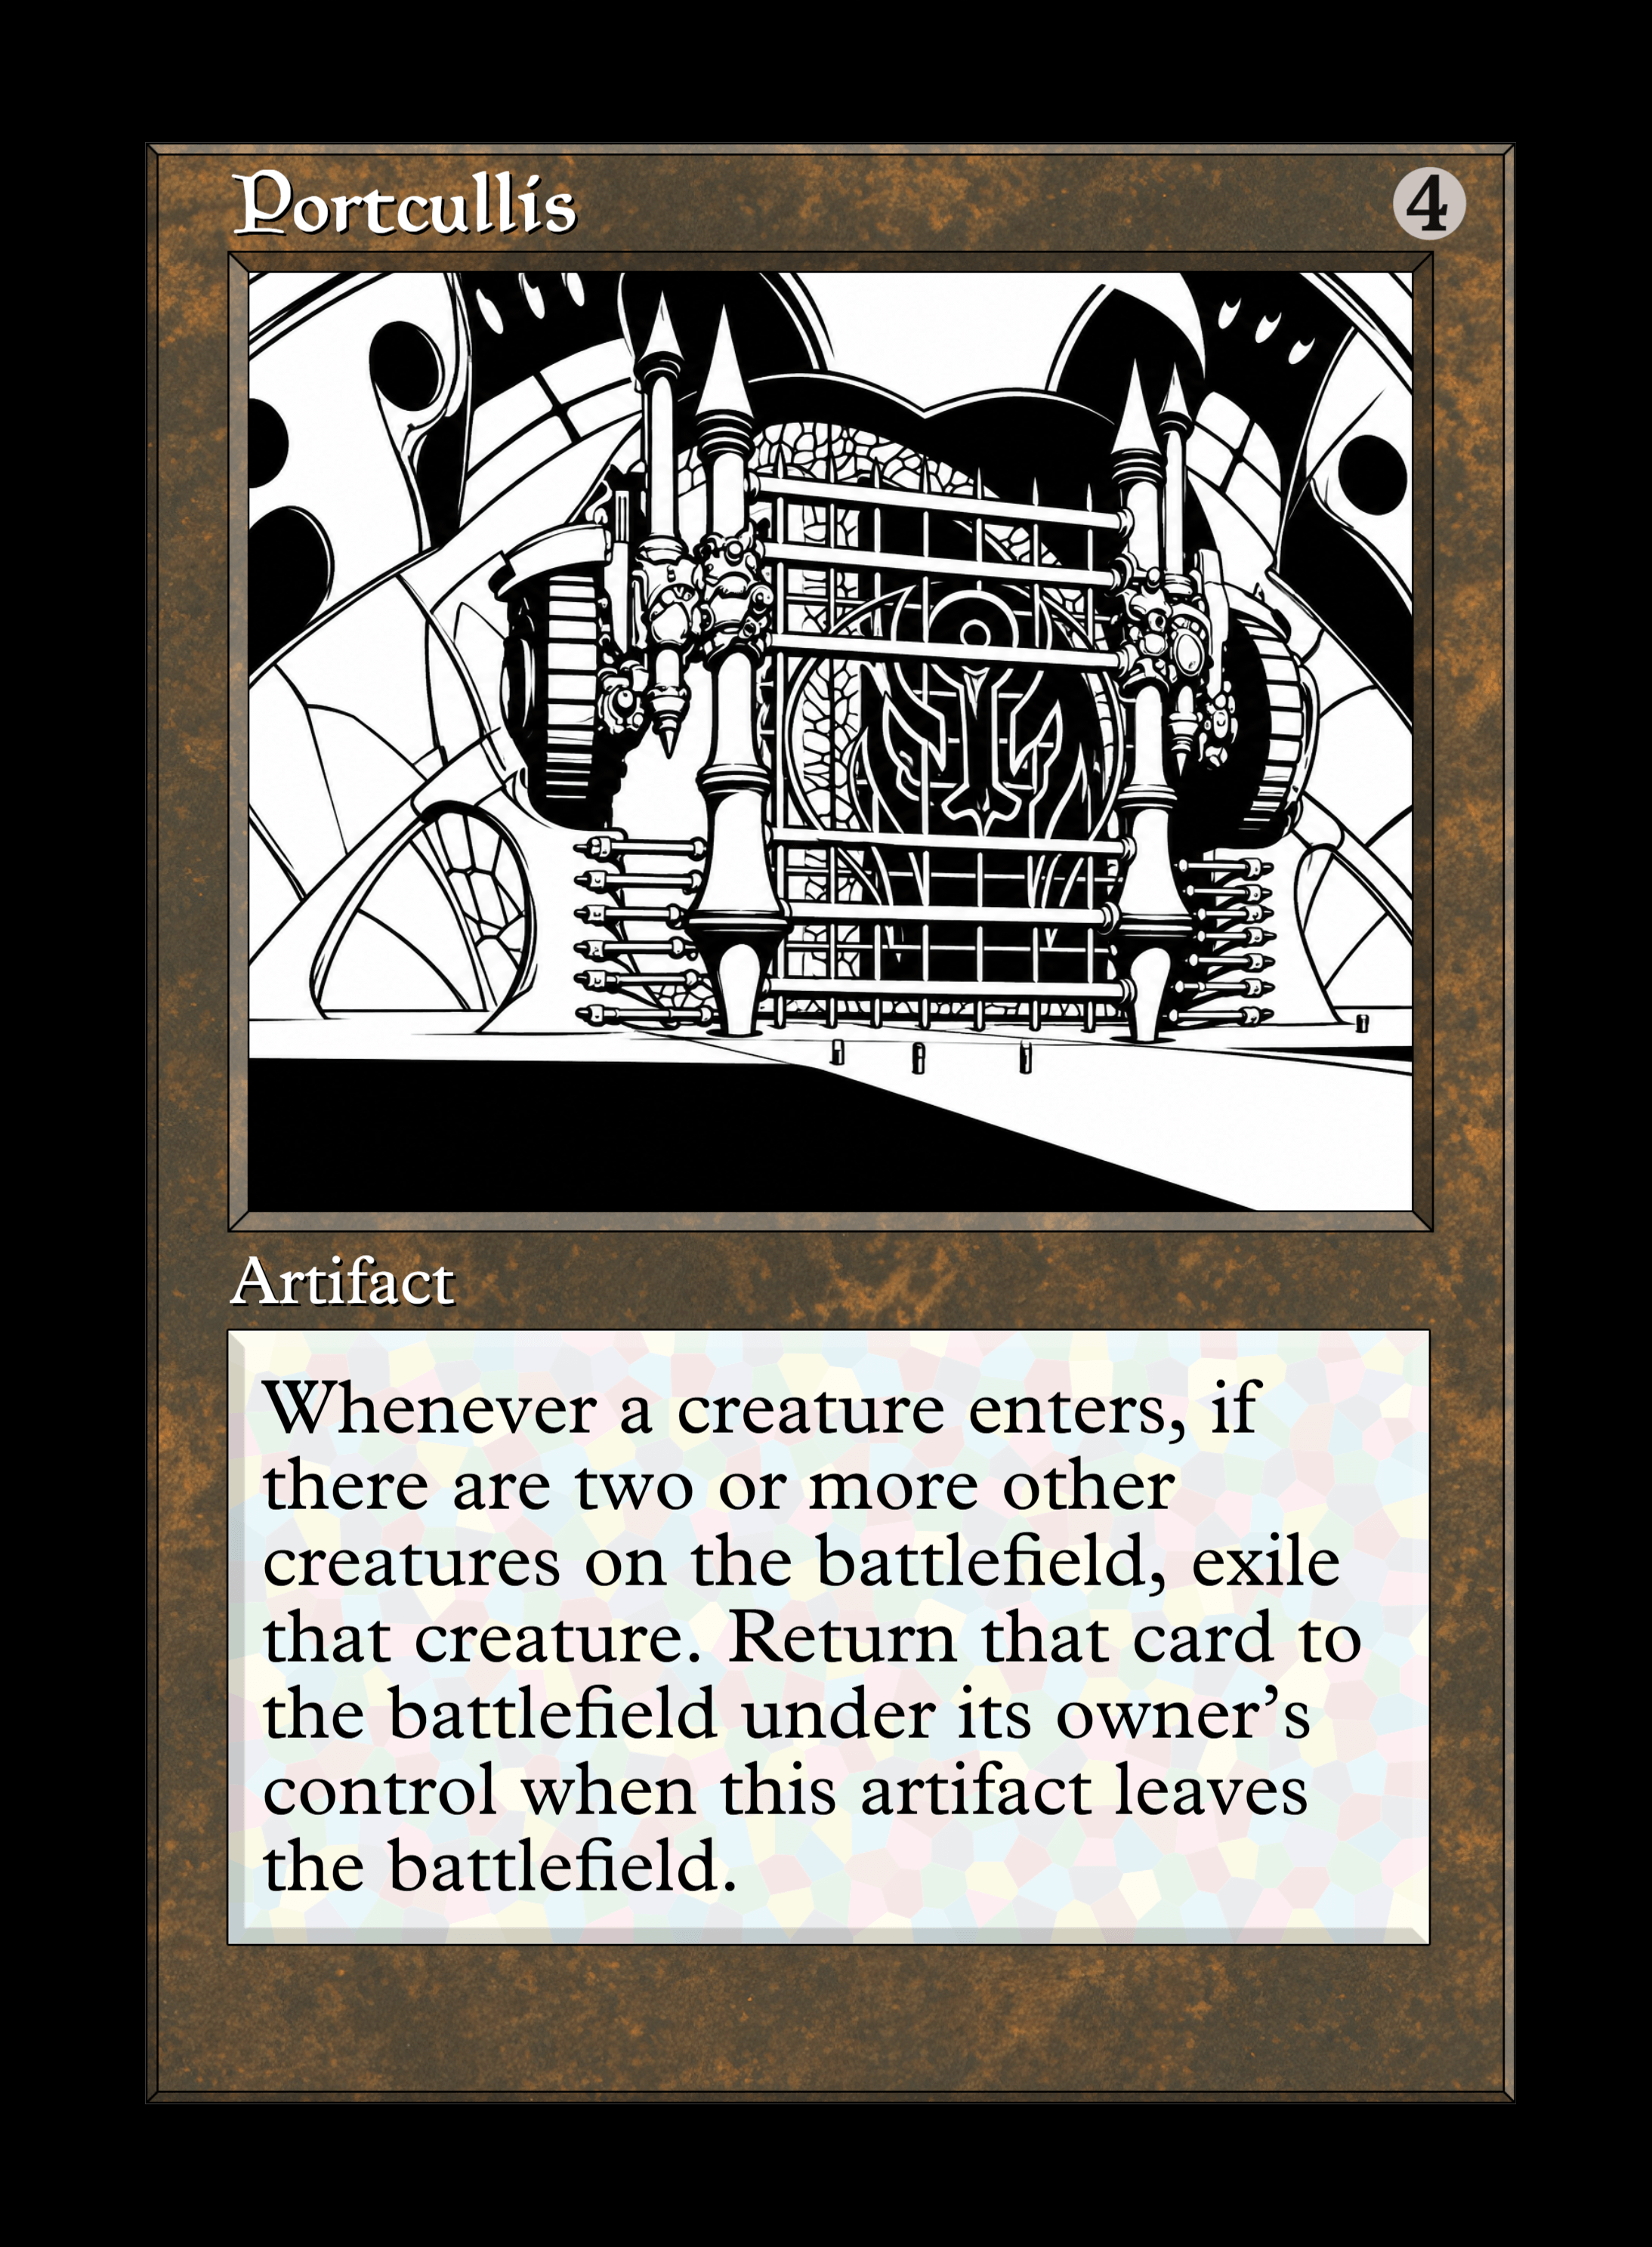 Portcullis
4
Artifact
Whenever a creature enters, if
there are two or more other
creatures on the battlefield, exile
that creature. Return that card to
the battlefield under its owner’s
control when this artifact leaves
the battlefield.